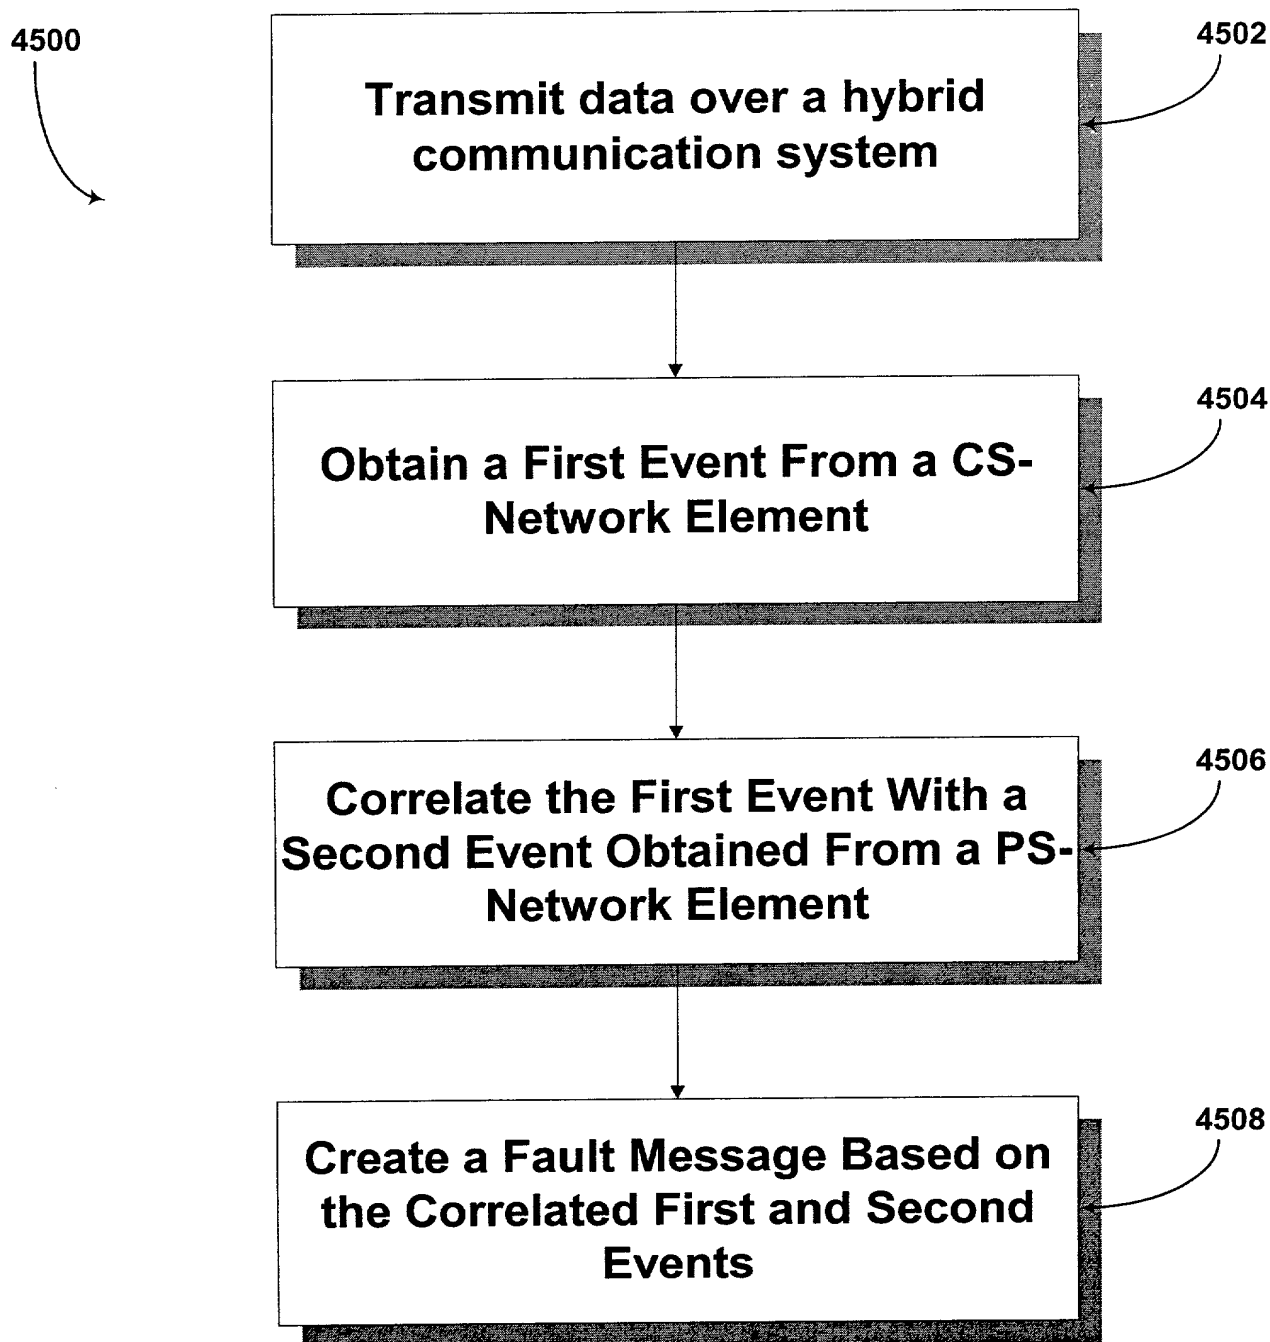 4500
4502
Transmit data over a hybrid
communication system
4504
Obtain a First Event From a CS-
Network Element
4506
Correlate the First Event With a
Second Event Obtained From a PS-
Network Element
4508
Create a Fault Message Based on
the Correlated First and Second
Events